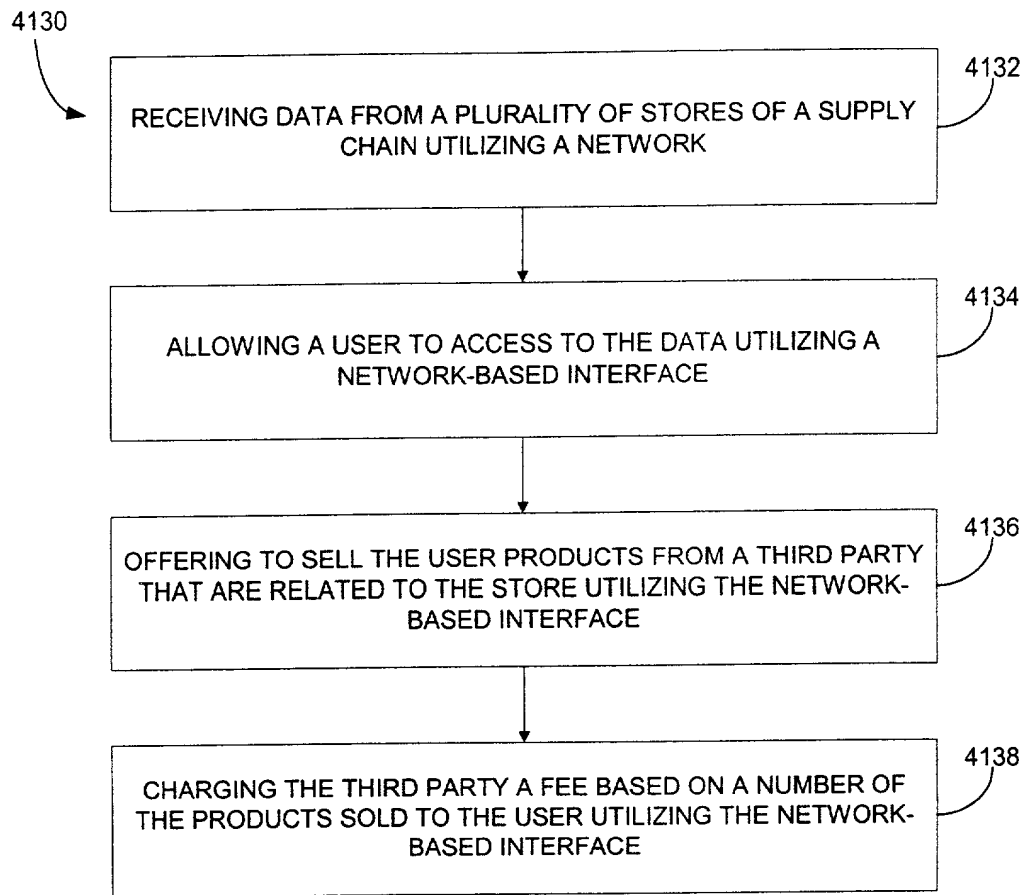 4130
4132
RECEIVING DATA FROM A PLURALITY OF STORES OF A SUPPLY
CHAIN UTILIZING A NETWORK
4134
ALLOWING A USER TO ACCESS TO THE DATA UTILIZING A
NETWORK-BASED INTERFACE
4136
OFFERING TO SELL THE USER PRODUCTS FROM A THIRD PARTY
THAT ARE RELATED TO THE STORE UTILIZING THE NETWORK-
BASED INTERFACE
4138
CHARGING THE THIRD PARTY A FEE BASED ON A NUMBER OF
THE PRODUCTS SOLD TO THE USER UTILIZING THE NETWORK-
BASED INTERFACE